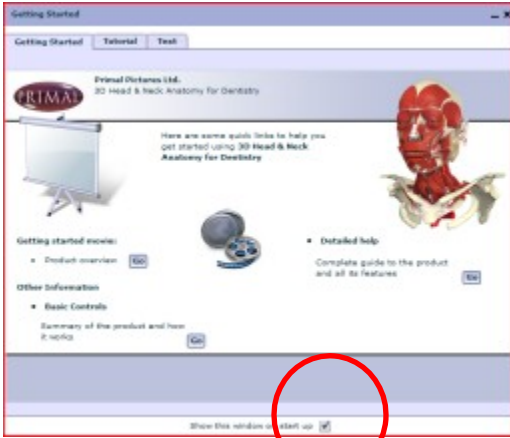 Getting Started
Getting Started Tutorial Text
PRIMAL
Primal Pictures Ltd.
3D Head & Neck Anatomy for Dentistry
Here are some quick links to help you
get started using 3D Head & Neck
Anatomy for Dentistry
Getting started movie:
• Product overview Go
Other Information
• Basic Controls
Summary of the product and how
it works Go
• Detailed help
Complete guide to the product
and all its features Go
Show this window on start up